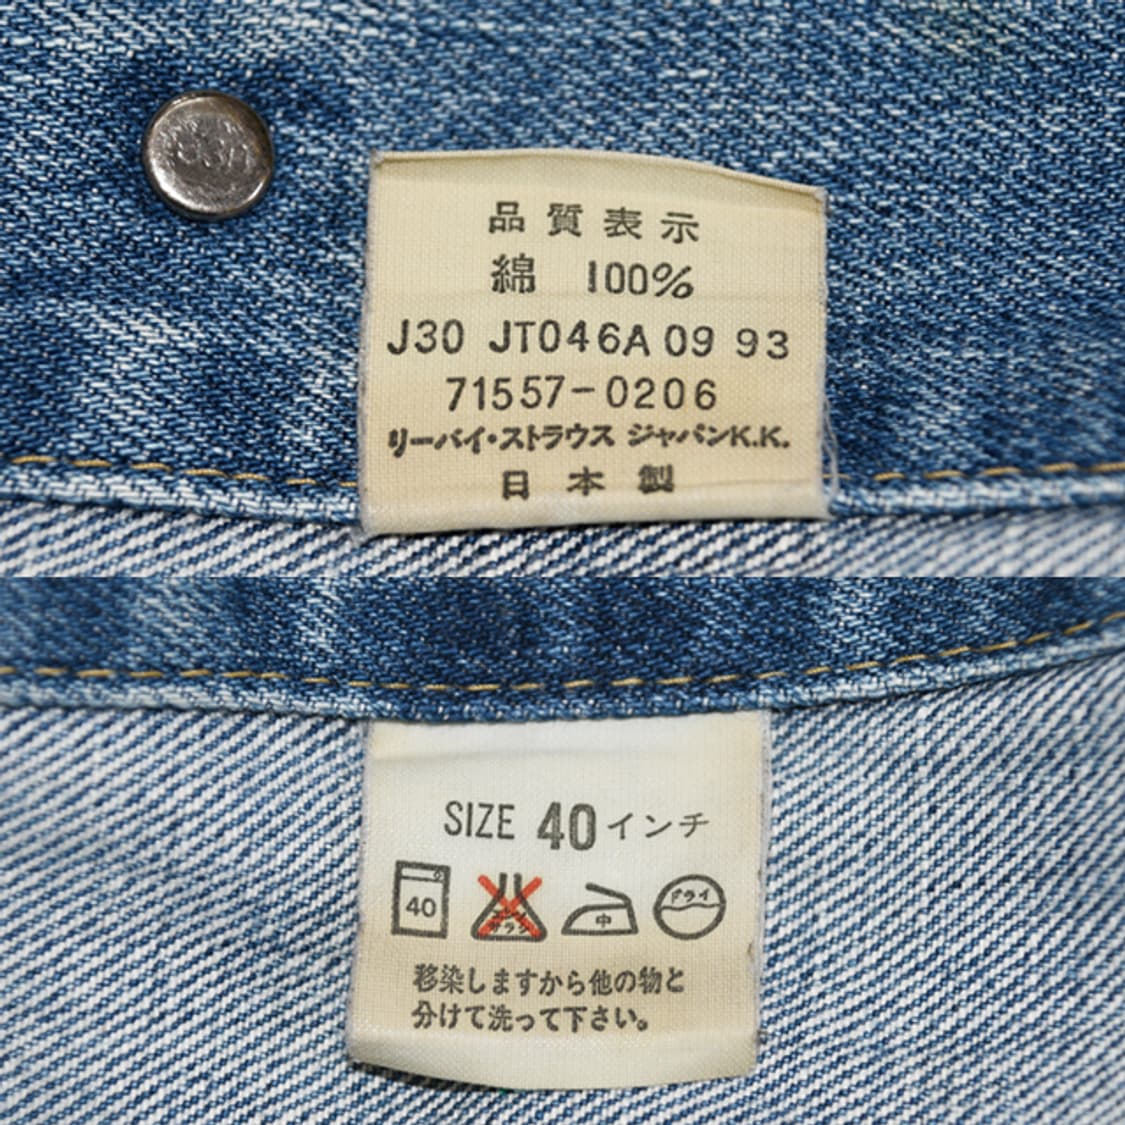 品質表示
綿 100%
J30 JT046A 09 93
71557-0206
リーバイ・ストラウス ジャパンK.K.
日本製
SIZE 40インチ
40
中
ドライ
移染しますから他の物と
分けて洗って下さい。